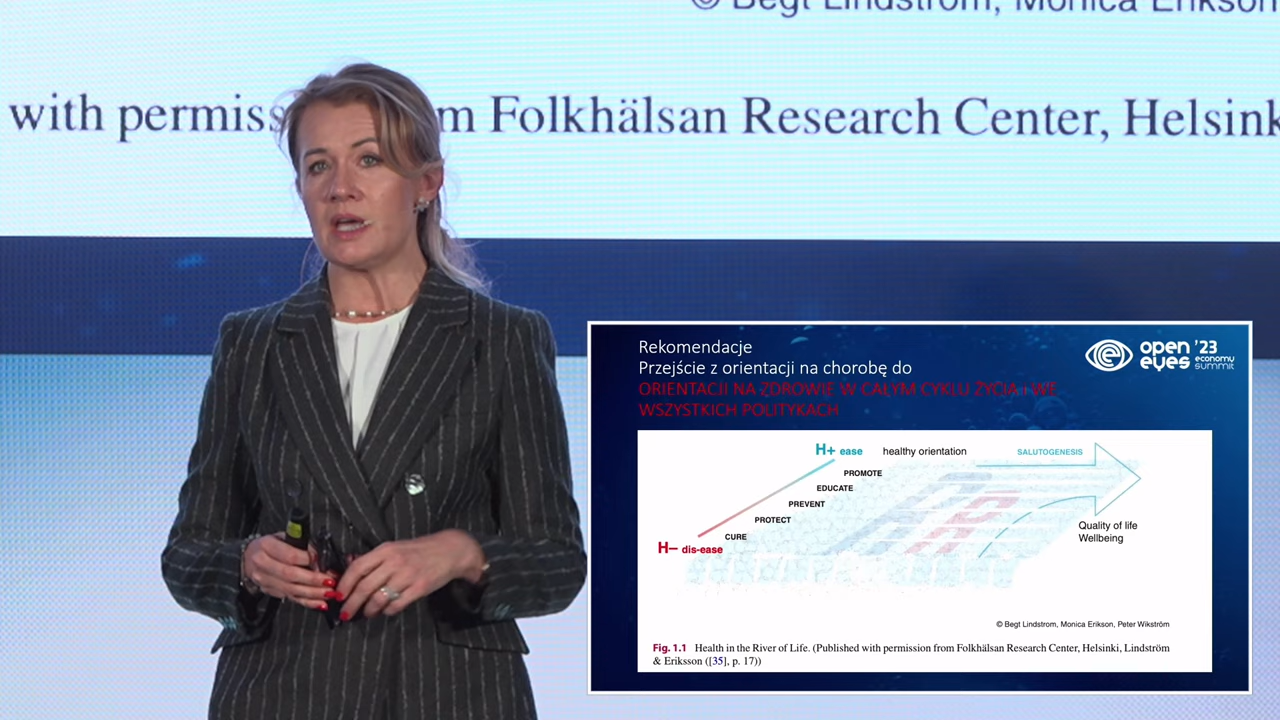 © Begt Lindström, Monica Erikson
with permiss m Folkhälsan Research Center, Helsink
Rekomendacje
Przejście z orientacji na chorobę do
ORIENTACJI NA ZDROWIE W CAŁYM CYKLU ŻYCIA I WE
WSZYSTKICH POLITYKACH
open eyes '23 economy summit
H+ ease healthy orientation SALUTOGENESIS
PROMOTE
EDUCATE
PREVENT
PROTECT
CURE
H– dis-ease
Quality of life
Wellbeing
© Begt Lindstrom, Monica Erikson, Peter Wikström
Fig. 1.1 Health in the River of Life. (Published with permission from Folkhälsan Research Center, Helsinki, Lindström
& Eriksson ([35], p. 17))